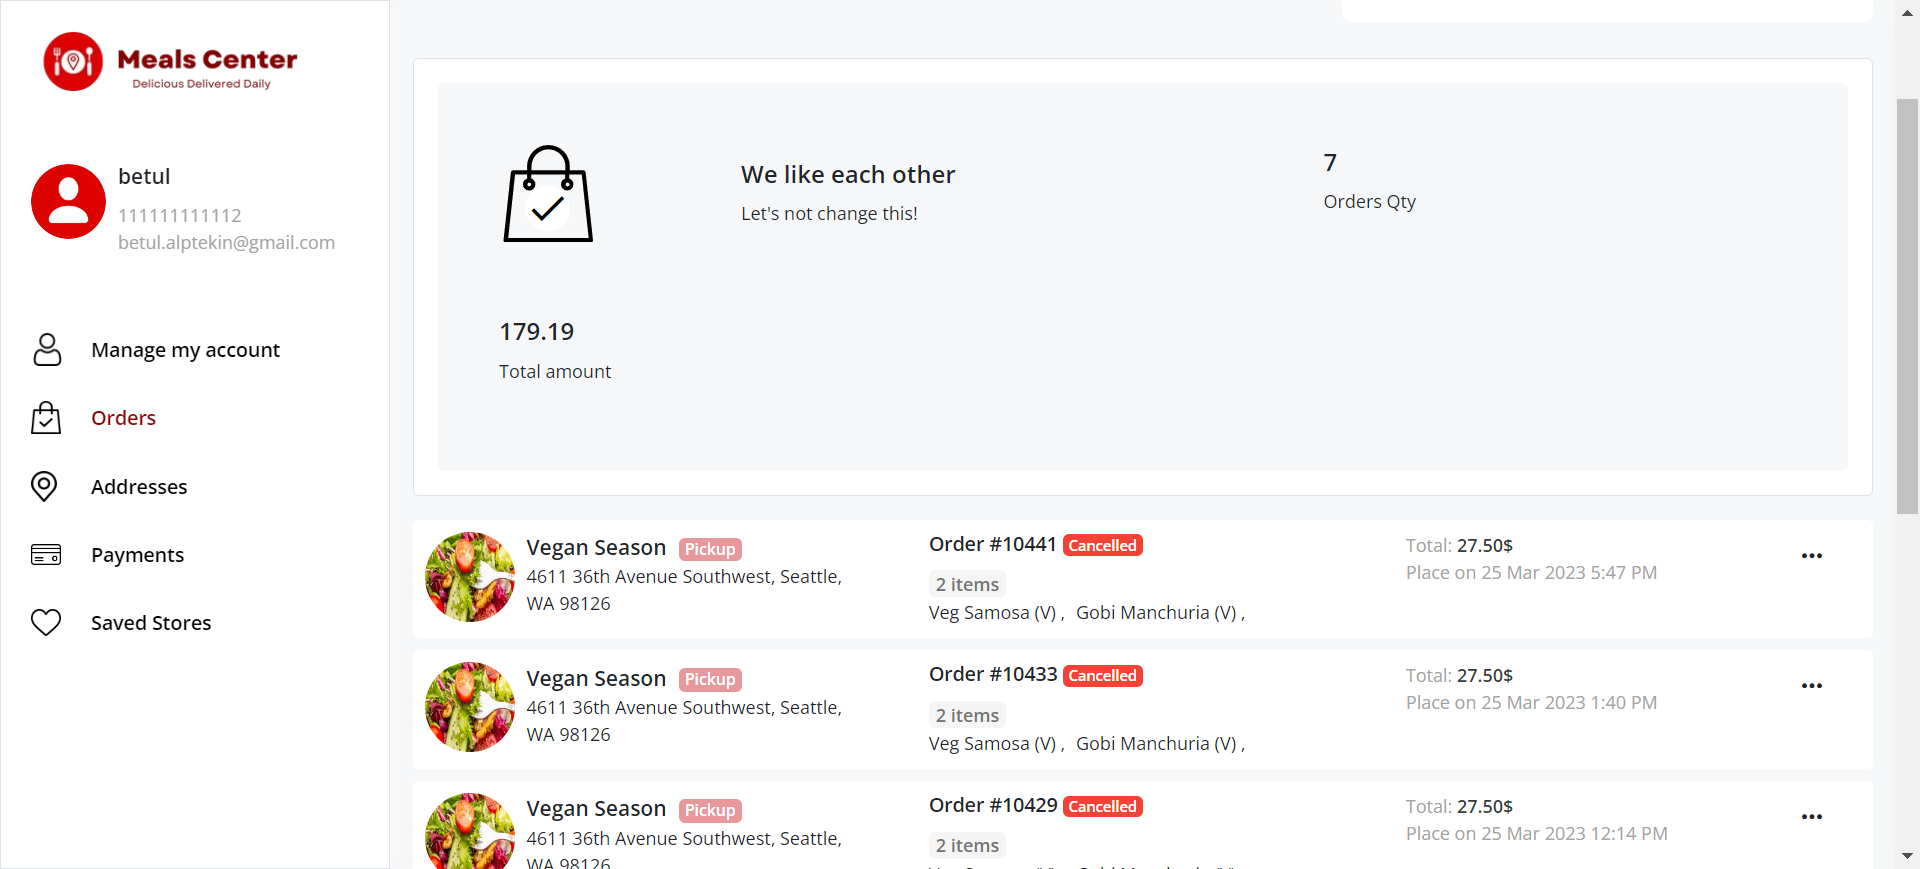 Meals Center
Delicious Delivered Daily
betul
111111111112
betul.alptekin@gmail.com
Manage my account
Orders
Addresses
Payments
Saved Stores
We like each other
Let's not change this!
7
Orders Qty
179.19
Total amount
Vegan Season Pickup
4611 36th Avenue Southwest, Seattle,
WA 98126
Order #10441 Cancelled
2 items
Veg Samosa (V) , Gobi Manchuria (V) ,
Total: 27.50$
Place on 25 Mar 2023 5:47 PM
Vegan Season Pickup
4611 36th Avenue Southwest, Seattle,
WA 98126
Order #10433 Cancelled
2 items
Veg Samosa (V) , Gobi Manchuria (V) ,
Total: 27.50$
Place on 25 Mar 2023 1:40 PM
Vegan Season Pickup
4611 36th Avenue Southwest, Seattle,
WA 98126
Order #10429 Cancelled
2 items
Total: 27.50$
Place on 25 Mar 2023 12:14 PM